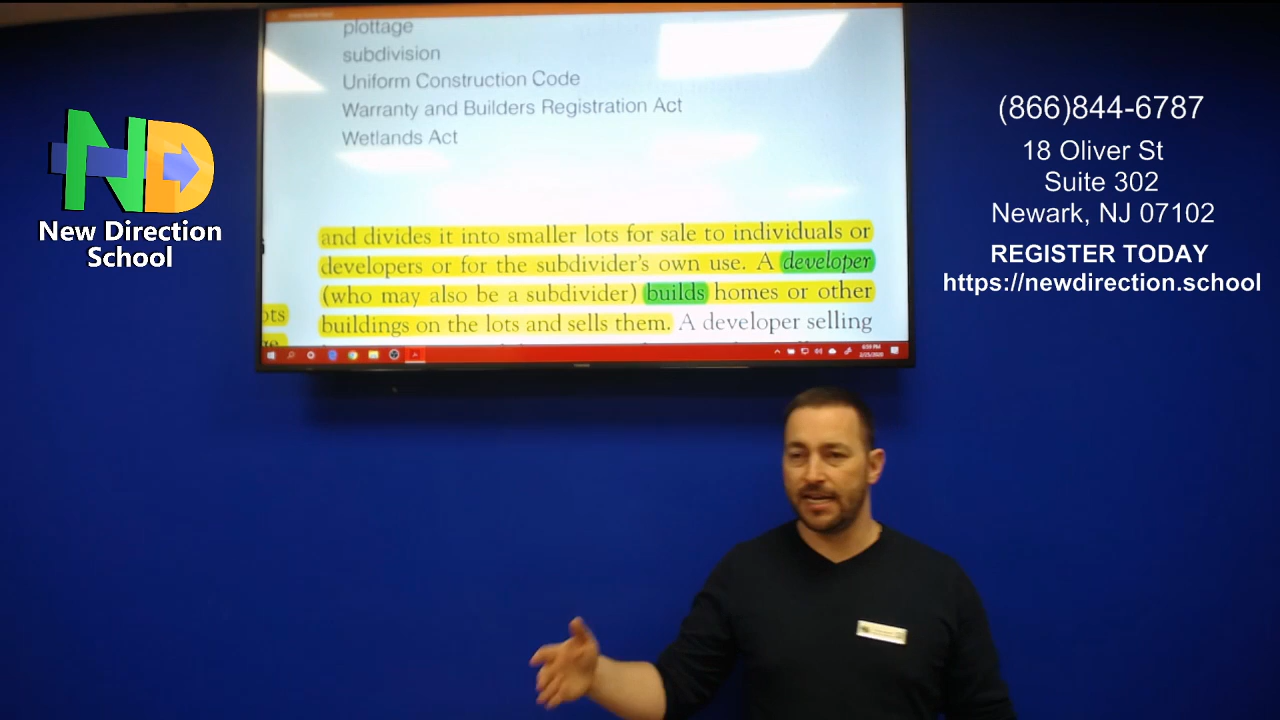 plottage
subdivision
Uniform Construction Code
Warranty and Builders Registration Act
Wetlands Act
and divides it into smaller lots for sale to individuals or
developers or for the subdivider's own use. A developer
(who may also be a subdivider) builds homes or other
buildings on the lots and sells them. A developer selling
ots
ND
New Direction
School
(866)844-6787
18 Oliver St
Suite 302
Newark, NJ 07102
REGISTER TODAY
https://newdirection.school